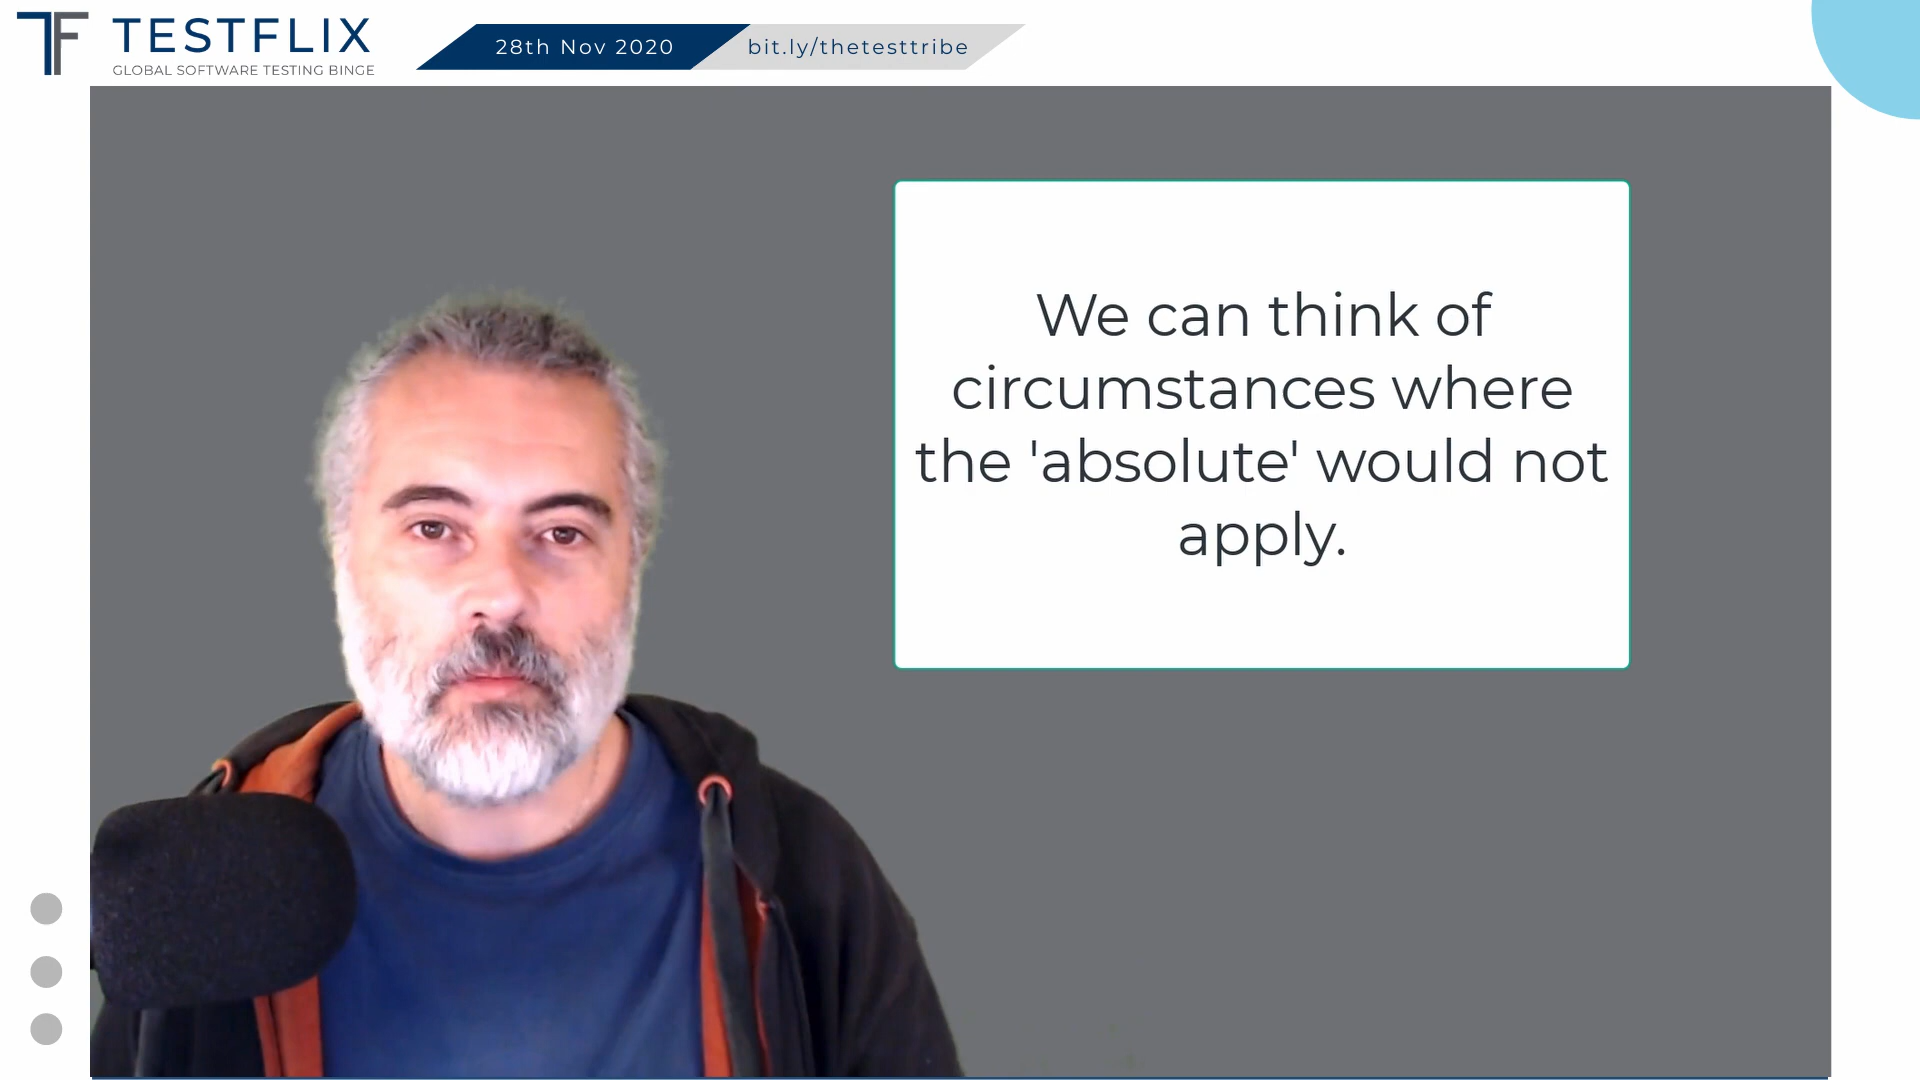 TF TESTFLIX
GLOBAL SOFTWARE TESTING BINGE
28th Nov 2020
bit.ly/thetesttribe
We can think of
circumstances where
the 'absolute' would not
apply.